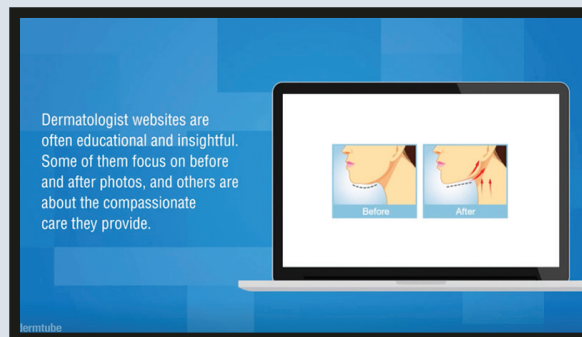 Dermatologist websites are
often educational and insightful.
Some of them focus on before
and after photos, and others are
about the compassionate
care they provide.
Before
After
lermtube